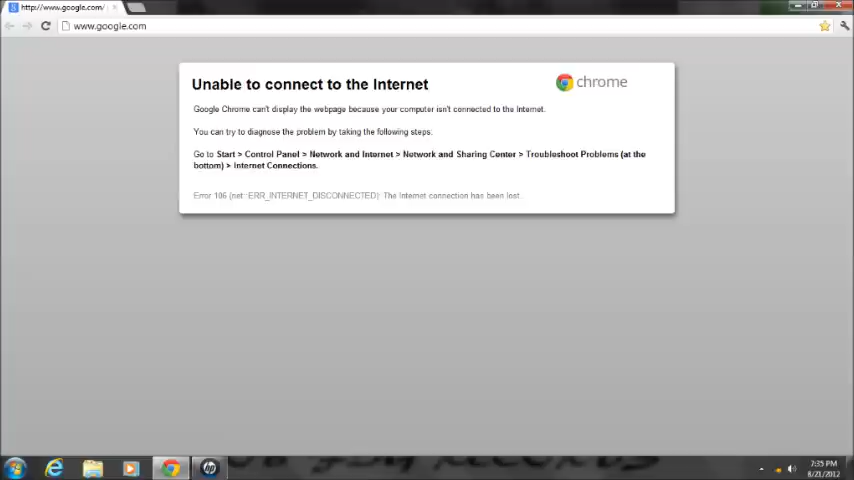 http://www.google.com/
www.google.com
Unable to connect to the Internet
chrome
Google Chrome can't display the webpage because your computer isn't connected to the Internet.
You can try to diagnose the problem by taking the following steps:
Go to Start > Control Panel > Network and Internet > Network and Sharing Center > Troubleshoot Problems (at the
bottom) > Internet Connections.
Error 106 (net::ERR_INTERNET_DISCONNECTED): The Internet connection has been lost.
hp
7:35 PM
8/21/2012